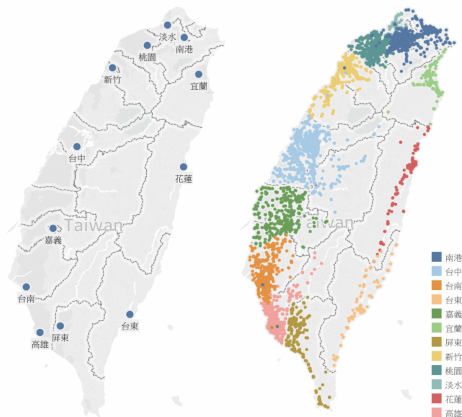 淡水
南港
桃園
新竹
宜蘭
台中
花蓮
Taiwan
嘉義
台南
台東
高雄
屏東
Taiwan
南港
台中
台南
台東
嘉義
宜蘭
屏東
新竹
桃園
淡水
花蓮
高雄